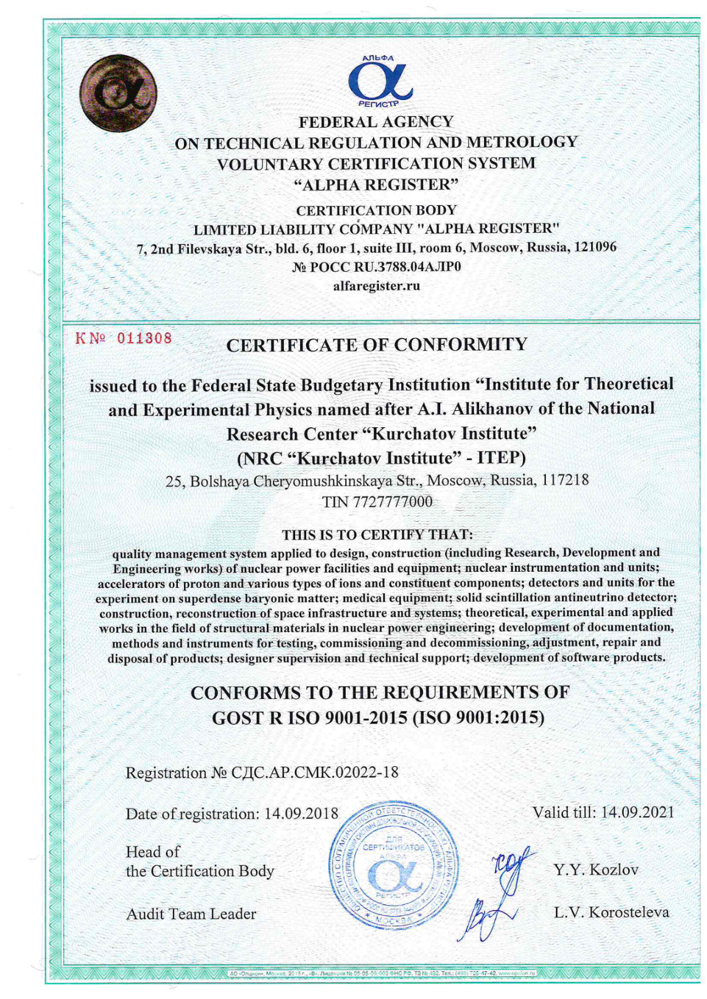 АЛЬФА
РЕГИСТР
FEDERAL AGENCY
ON TECHNICAL REGULATION AND METROLOGY
VOLUNTARY CERTIFICATION SYSTEM
“ALPHA REGISTER”
CERTIFICATION BODY
LIMITED LIABILITY COMPANY "ALPHA REGISTER"
7, 2nd Filevskaya Str., bld. 6, floor 1, suite III, room 6, Moscow, Russia, 121096
№ РОСС RU.3788.04АЛР0
alfaregister.ru
К № 011308
CERTIFICATE OF CONFORMITY
issued to the Federal State Budgetary Institution “Institute for Theoretical
and Experimental Physics named after A.I. Alikhanov of the National
Research Center “Kurchatov Institute”
(NRC “Kurchatov Institute” - ITEP)
25, Bolshaya Cheryomushkinskaya Str., Moscow, Russia, 117218
TIN 7727777000
THIS IS TO CERTIFY THAT:
quality management system applied to design, construction (including Research, Development and
Engineering works) of nuclear power facilities and equipment; nuclear instrumentation and units;
accelerators of proton and various types of ions and constituent components; detectors and units for the
experiment on superdense baryonic matter; medical equipment; solid scintillation antineutrino detector;
construction, reconstruction of space infrastructure and systems; theoretical, experimental and applied
works in the field of structural materials in nuclear power engineering; development of documentation,
methods and instruments for testing, commissioning and decommissioning, adjustment, repair and
disposal of products; designer supervision and technical support; development of software products.
CONFORMS TO THE REQUIREMENTS OF
GOST R ISO 9001-2015 (ISO 9001:2015)
Registration № СДС.АР.СМК.02022-18
Date of registration: 14.09.2018
Valid till: 14.09.2021
ОБЩЕСТВО С ОГРАНИЧЕННОЙ ОТВЕТСТВЕННОСТЬЮ "АЛЬФА РЕГИСТР"
* МОСКВА *
ДЛЯ
СЕРТИФИКАТОВ
АЛЬФА
РЕГИСТР
Head of
the Certification Body
Y.Y. Kozlov
Audit Team Leader
L.V. Korosteleva
АО «Опцион», Москва, 2018 г., «В». Лицензия № 05-05-09/003 ФНС РФ. ТЗ № 492. Тел.: (495) 726-47-42, www.opcion.ru